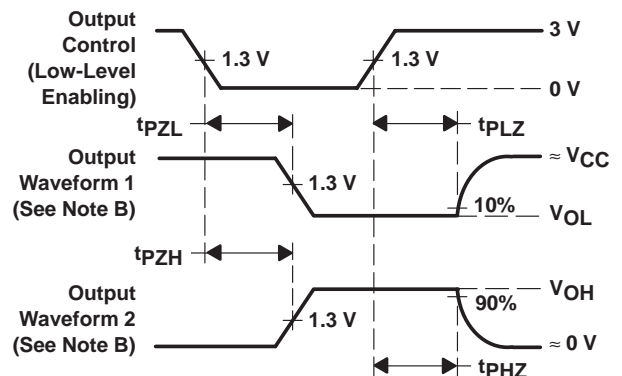 Output
Control
(Low-Level
Enabling)
1.3 V
1.3 V
3 V
0 V
tPZL
tPLZ
Output
Waveform 1
(See Note B)
1.3 V
≈ VCC
10%
VOL
tPZH
Output
Waveform 2
(See Note B)
1.3 V
VOH
90%
≈ 0 V
tPHZ